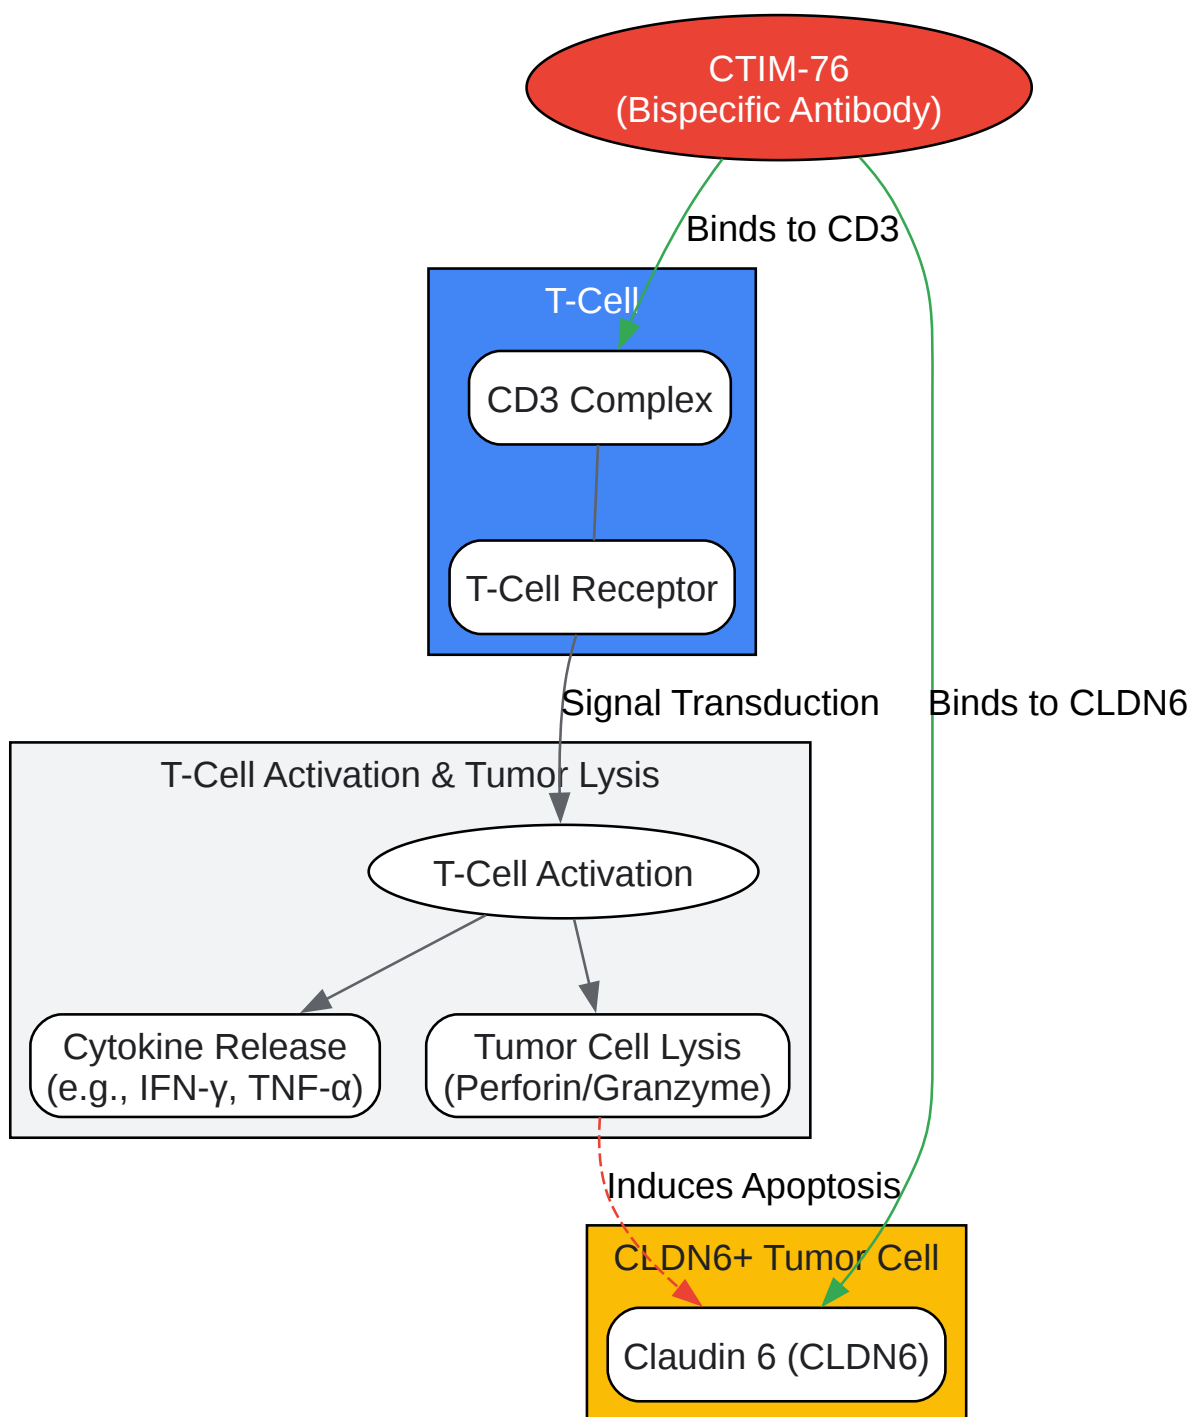 CTIM-76
(Bispecific Antibody)
Binds to CD3
T-Cell
CD3 Complex
T-Cell Receptor
Signal Transduction
Binds to CLDN6
T-Cell Activation & Tumor Lysis
T-Cell Activation
Cytokine Release
(e.g., IFN-γ, TNF-α)
Tumor Cell Lysis
(Perforin/Granzyme)
Induces Apoptosis
CLDN6+ Tumor Cell
Claudin 6 (CLDN6)